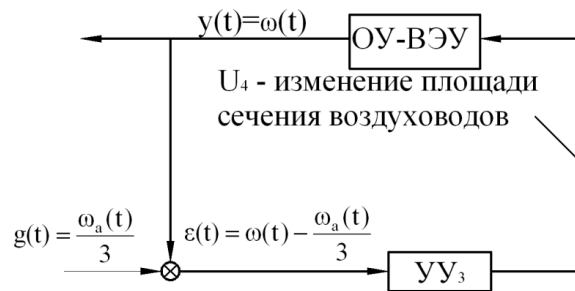 y(t)=ω(t)
ОУ-ВЭУ
U₄ - изменение площади
сечения воздуховодов
g(t) = ωₐ(t)/3
ε(t) = ω(t) − ωₐ(t)/3
УУ₃